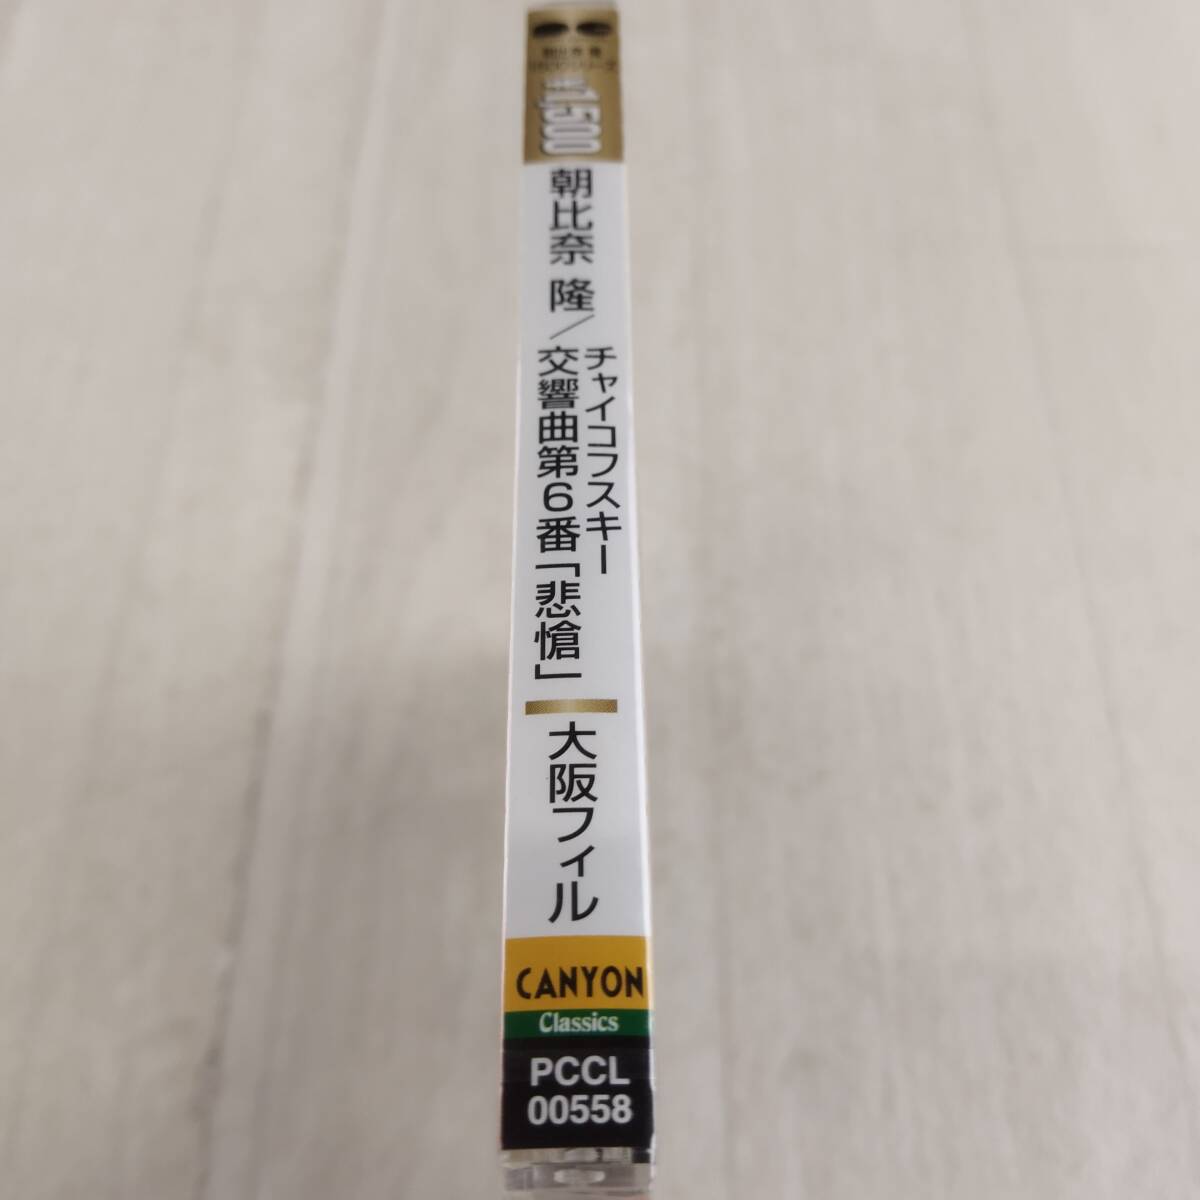 ¥1,500
朝比奈 隆／
チャイコフスキー
交響曲第6番「悲愴」
大阪フィル
CANYON
Classics
PCCL
00558